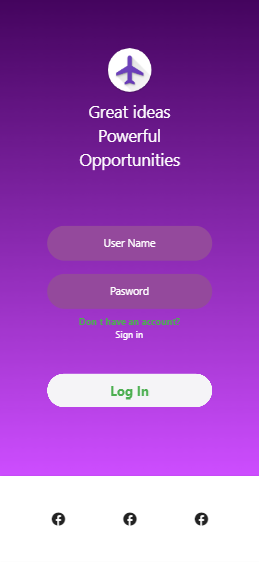 Great ideas
Powerful
Opportunities
User Name
Pasword
Don t have an account?
Sign in
Log In